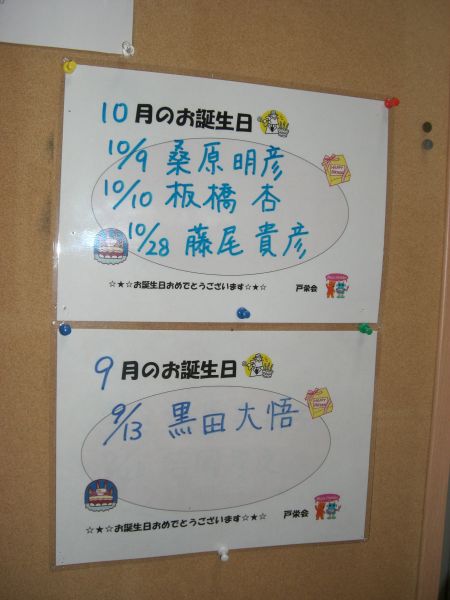 10月のお誕生日
10/9 桑原明彦
10/10 板橋 杏
10/28 藤尾貴彦
☆★☆お誕生日おめでとうございます☆★☆ 戸栄会
9月のお誕生日
9/13 黒田大悟
☆★☆お誕生日おめでとうございます☆★☆ 戸栄会